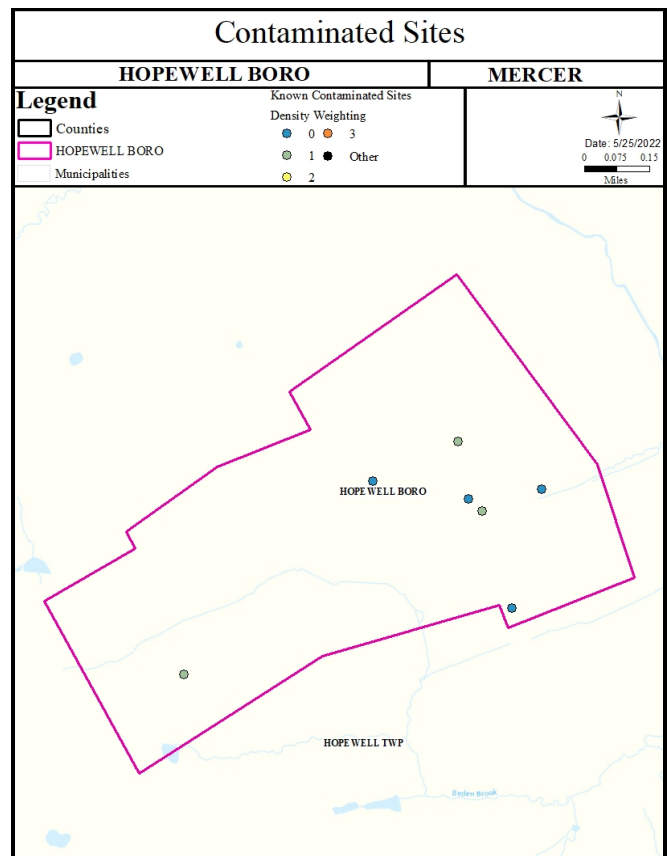 Contaminated Sites
HOPEWELL BORO
MERCER
Legend
Counties
HOPEWELL BORO
Municipalities
Known Contaminated Sites
Density Weighting
0 3
1 Other
2
N
Date: 5/25/2022
0 0.075 0.15
Miles
HOPEWELL BORO
HOPEWELL TWP
Beden Brook